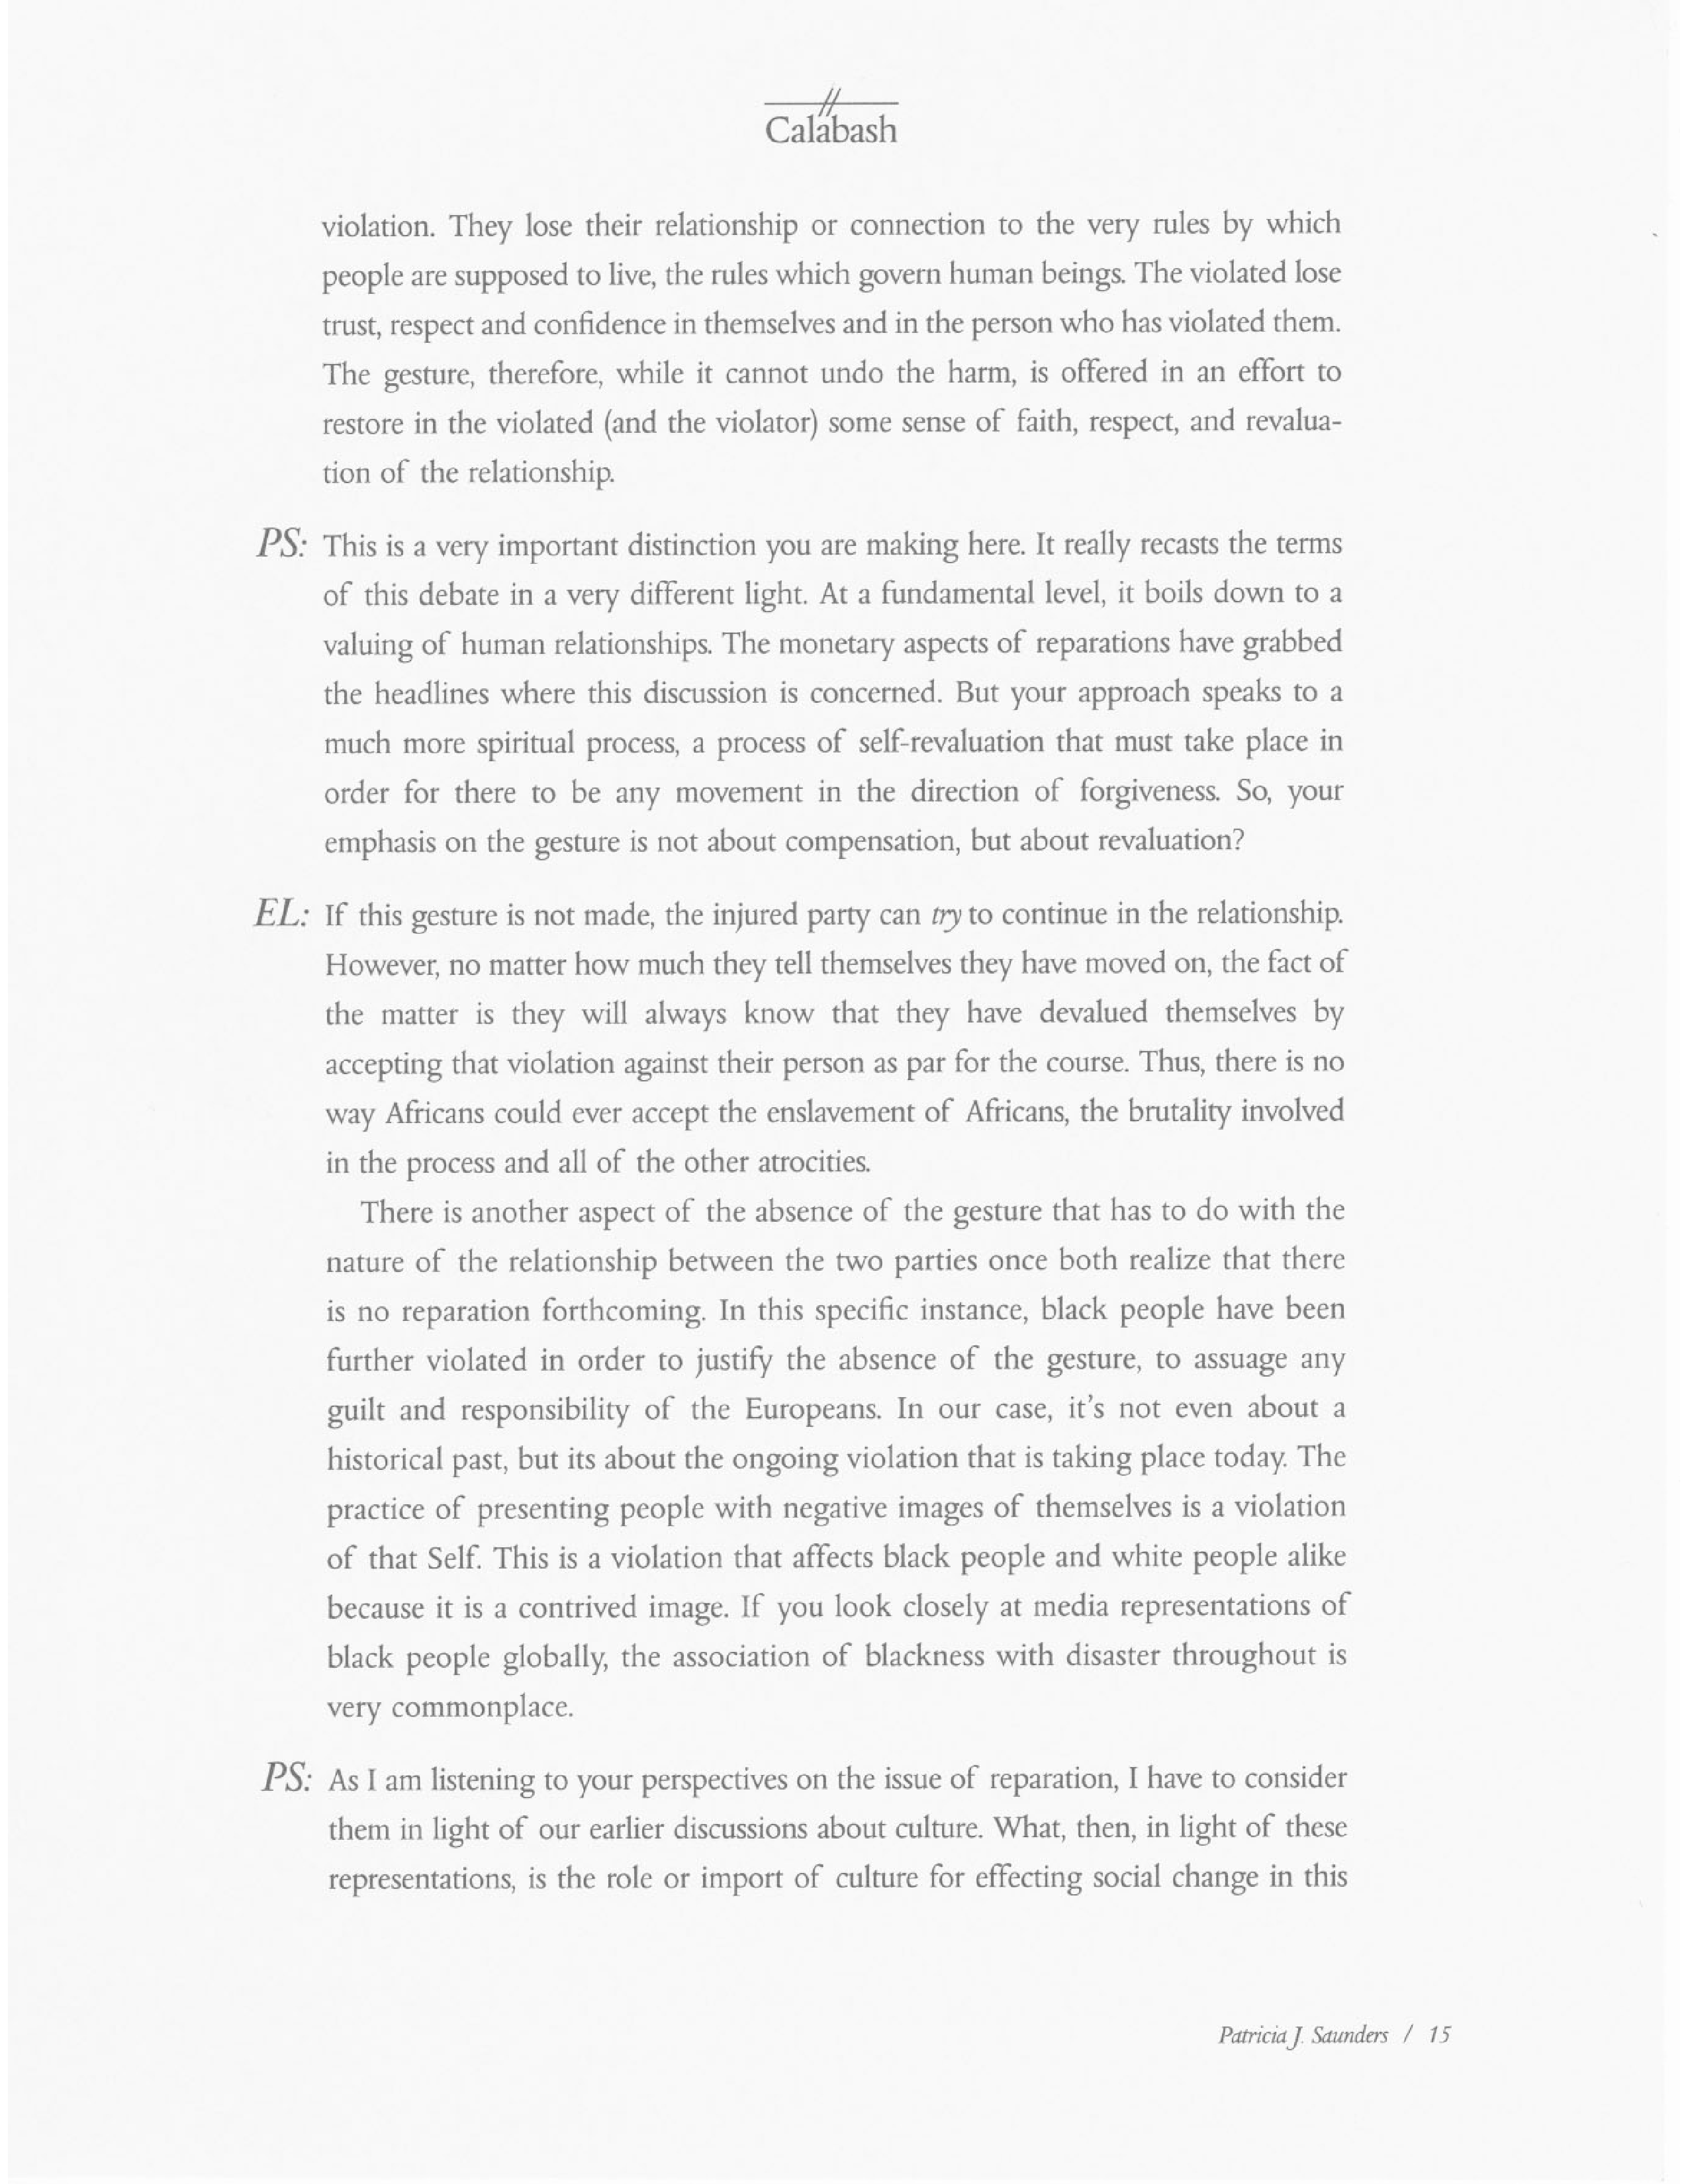 Calabash
violation. They lose their relationship or connection to the very rules by which
people are supposed to live, the rules which govern human beings. The violated lose
trust, respect and confidence in themselves and in the person who has violated them.
The gesture, therefore, while it cannot undo the harm, is offered in an effort to
restore in the violated (and the violator) some sense of faith, respect, and revalua-
tion of the relationship.
PS: This is a very important distinction you are making here. It really recasts the terms
of this debate in a very different light. At a fundamental level, it boils down to a
valuing of human relationships. The monetary aspects of reparations have grabbed
the headlines where this discussion is concerned. But your approach speaks to a
much more spiritual process, a process of self-revaluation that must take place in
order for there to be any movement in the direction of forgiveness. So, your
emphasis on the gesture is not about compensation, but about revaluation?
EL: If this gesture is not made, the injured party can try to continue in the relationship.
However, no matter how much they tell themselves they have moved on, the fact of
the matter is they will always know that they have devalued themselves by
accepting that violation against their person as par for the course. Thus, there is no
way Africans could ever accept the enslavement of Africans, the brutality involved
in the process and all of the other atrocities.
There is another aspect of the absence of the gesture that has to do with the
nature of the relationship between the two parties once both realize that there
is no reparation forthcoming. In this specific instance, black people have been
further violated in order to justify the absence of the gesture, to assuage any
guilt and responsibility of the Europeans. In our case, it's not even about a
historical past, but its about the ongoing violation that is taking place today. The
practice of presenting people with negative images of themselves is a violation
of that Self. This is a violation that affects black people and white people alike
because it is a contrived image. If you look closely at media representations of
black people globally, the association of blackness with disaster throughout is
very commonplace.
PS: As I am listening to your perspectives on the issue of reparation, I have to consider
them in light of our earlier discussions about culture. What, then, in light of these
representations, is the role or import of culture for effecting social change in this
Patricia J. Saunders / 15